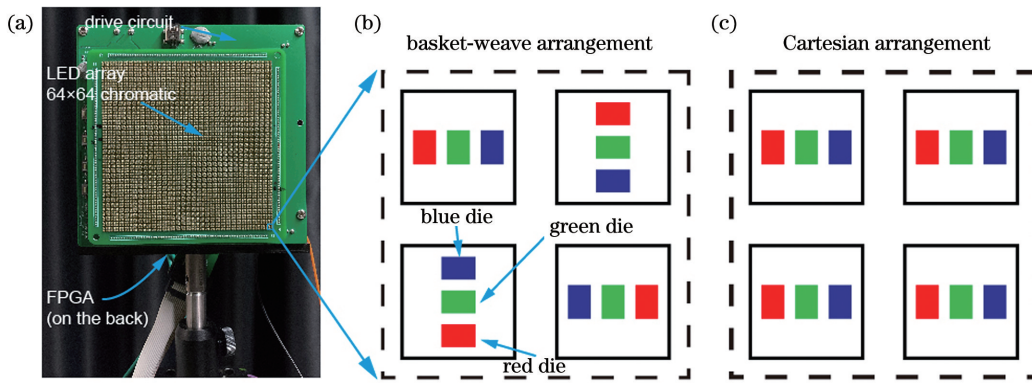 (a)
drive circuit
LED array
64×64 chromatic
FPGA
(on the back)
(b)
basket-weave arrangement
blue die
green die
red die
(c)
Cartesian arrangement